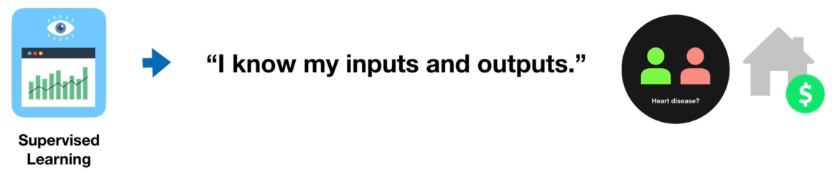 Supervised
Learning
“I know my inputs and outputs.”
Heart disease?
$